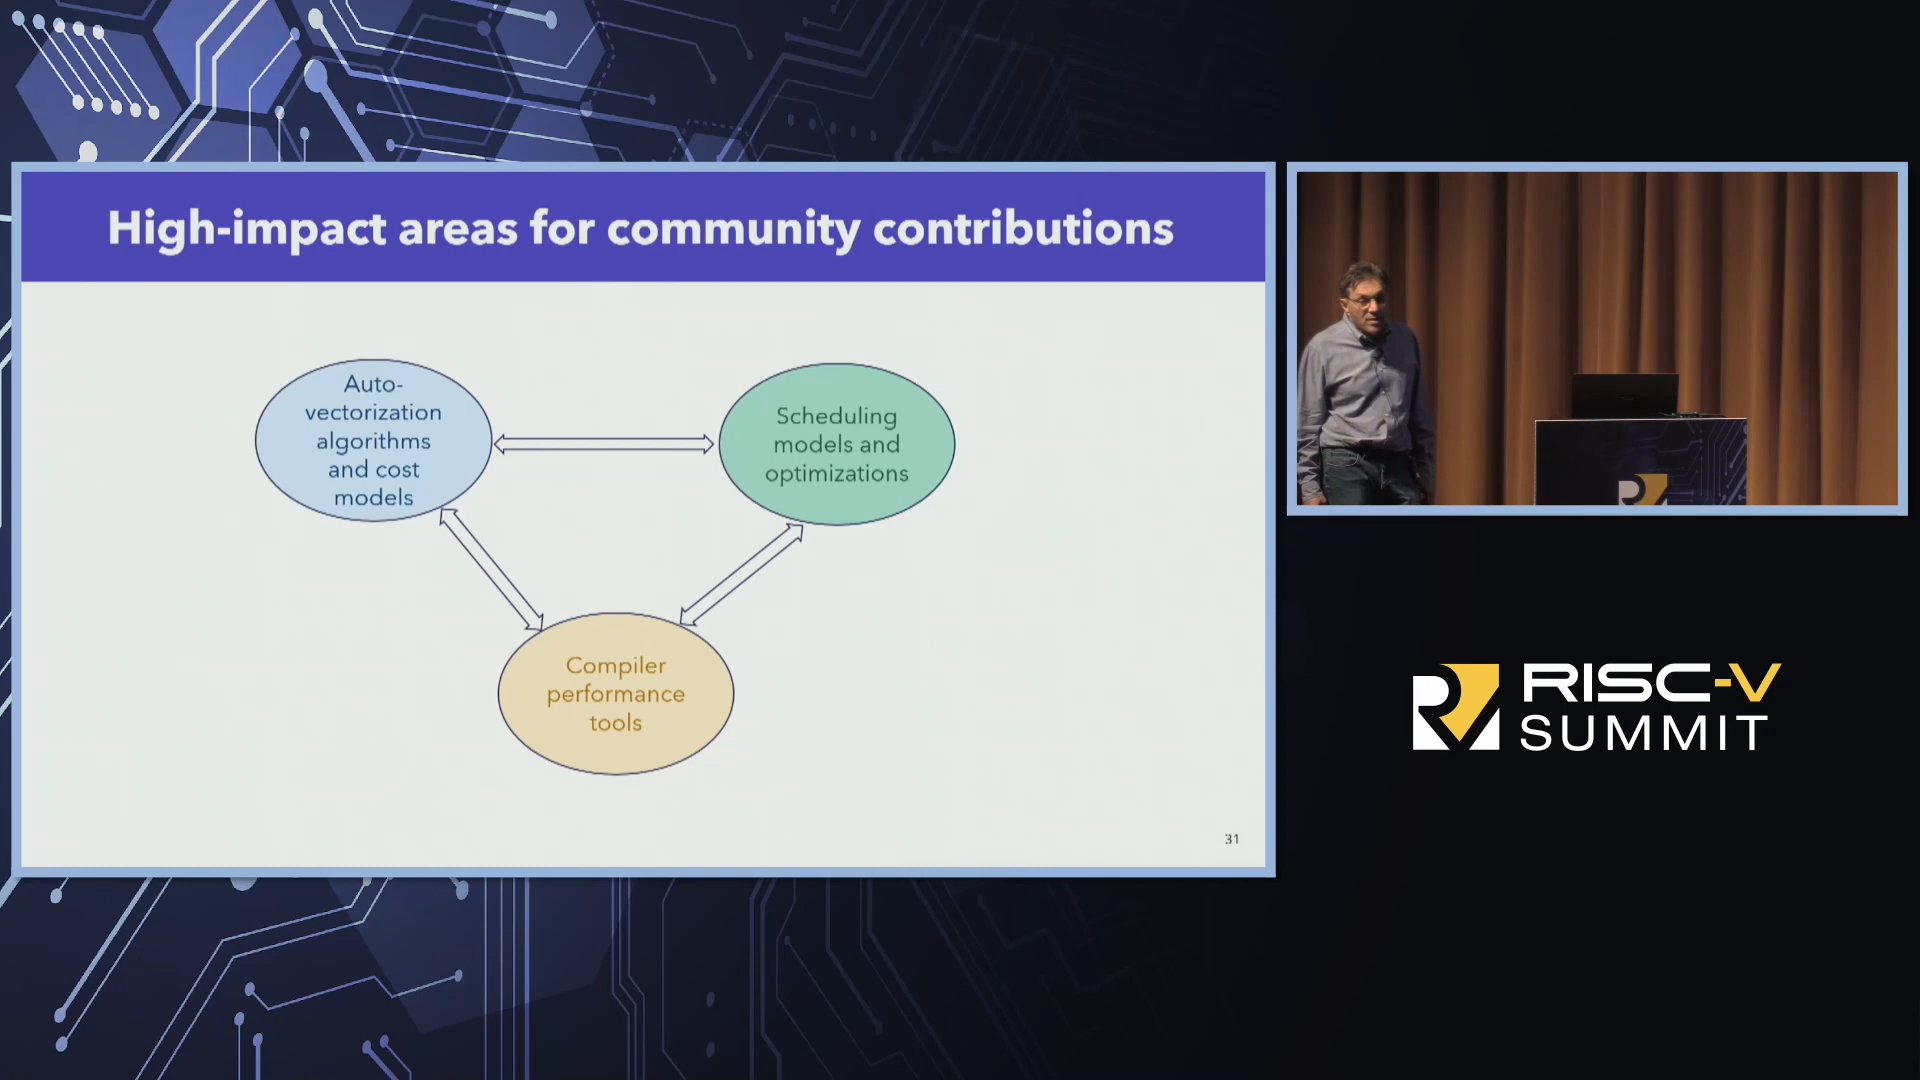 High-impact areas for community contributions
Auto-
vectorization
algorithms
and cost
models
Scheduling
models and
optimizations
Compiler
performance
tools
31
RISC-V
SUMMIT